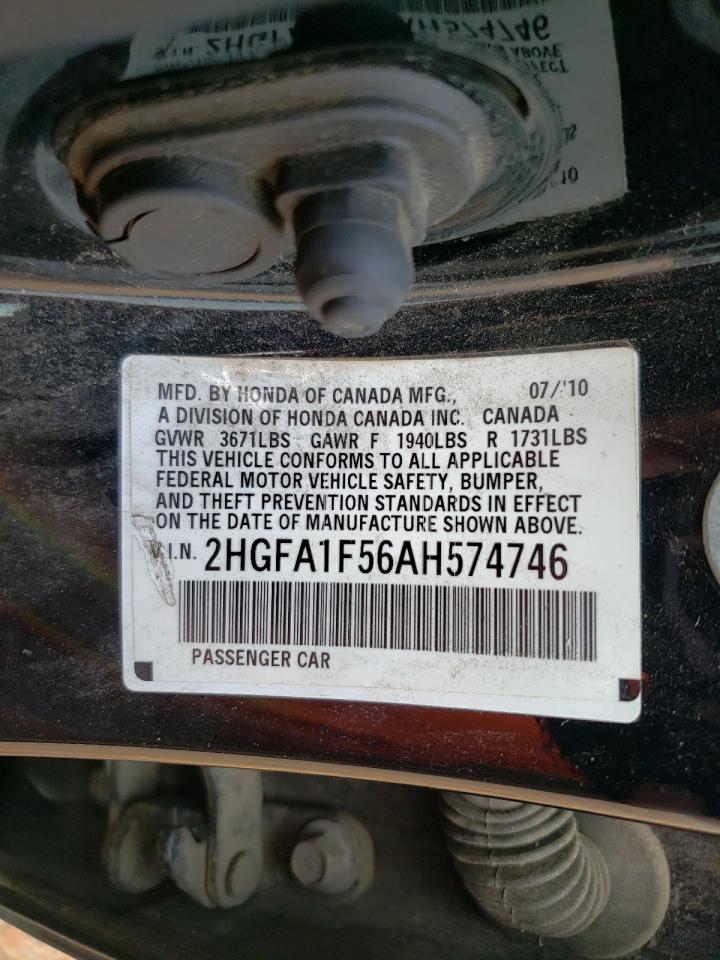 MFD. BY HONDA OF CANADA MFG., 07/'10
A DIVISION OF HONDA CANADA INC. CANADA
GVWR 3671LBS GAWR F 1940LBS R 1731LBS
THIS VEHICLE CONFORMS TO ALL APPLICABLE
FEDERAL MOTOR VEHICLE SAFETY, BUMPER,
AND THEFT PREVENTION STANDARDS IN EFFECT
ON THE DATE OF MANUFACTURE SHOWN ABOVE.
V.I.N. 2HGFA1F56AH574746
PASSENGER CAR